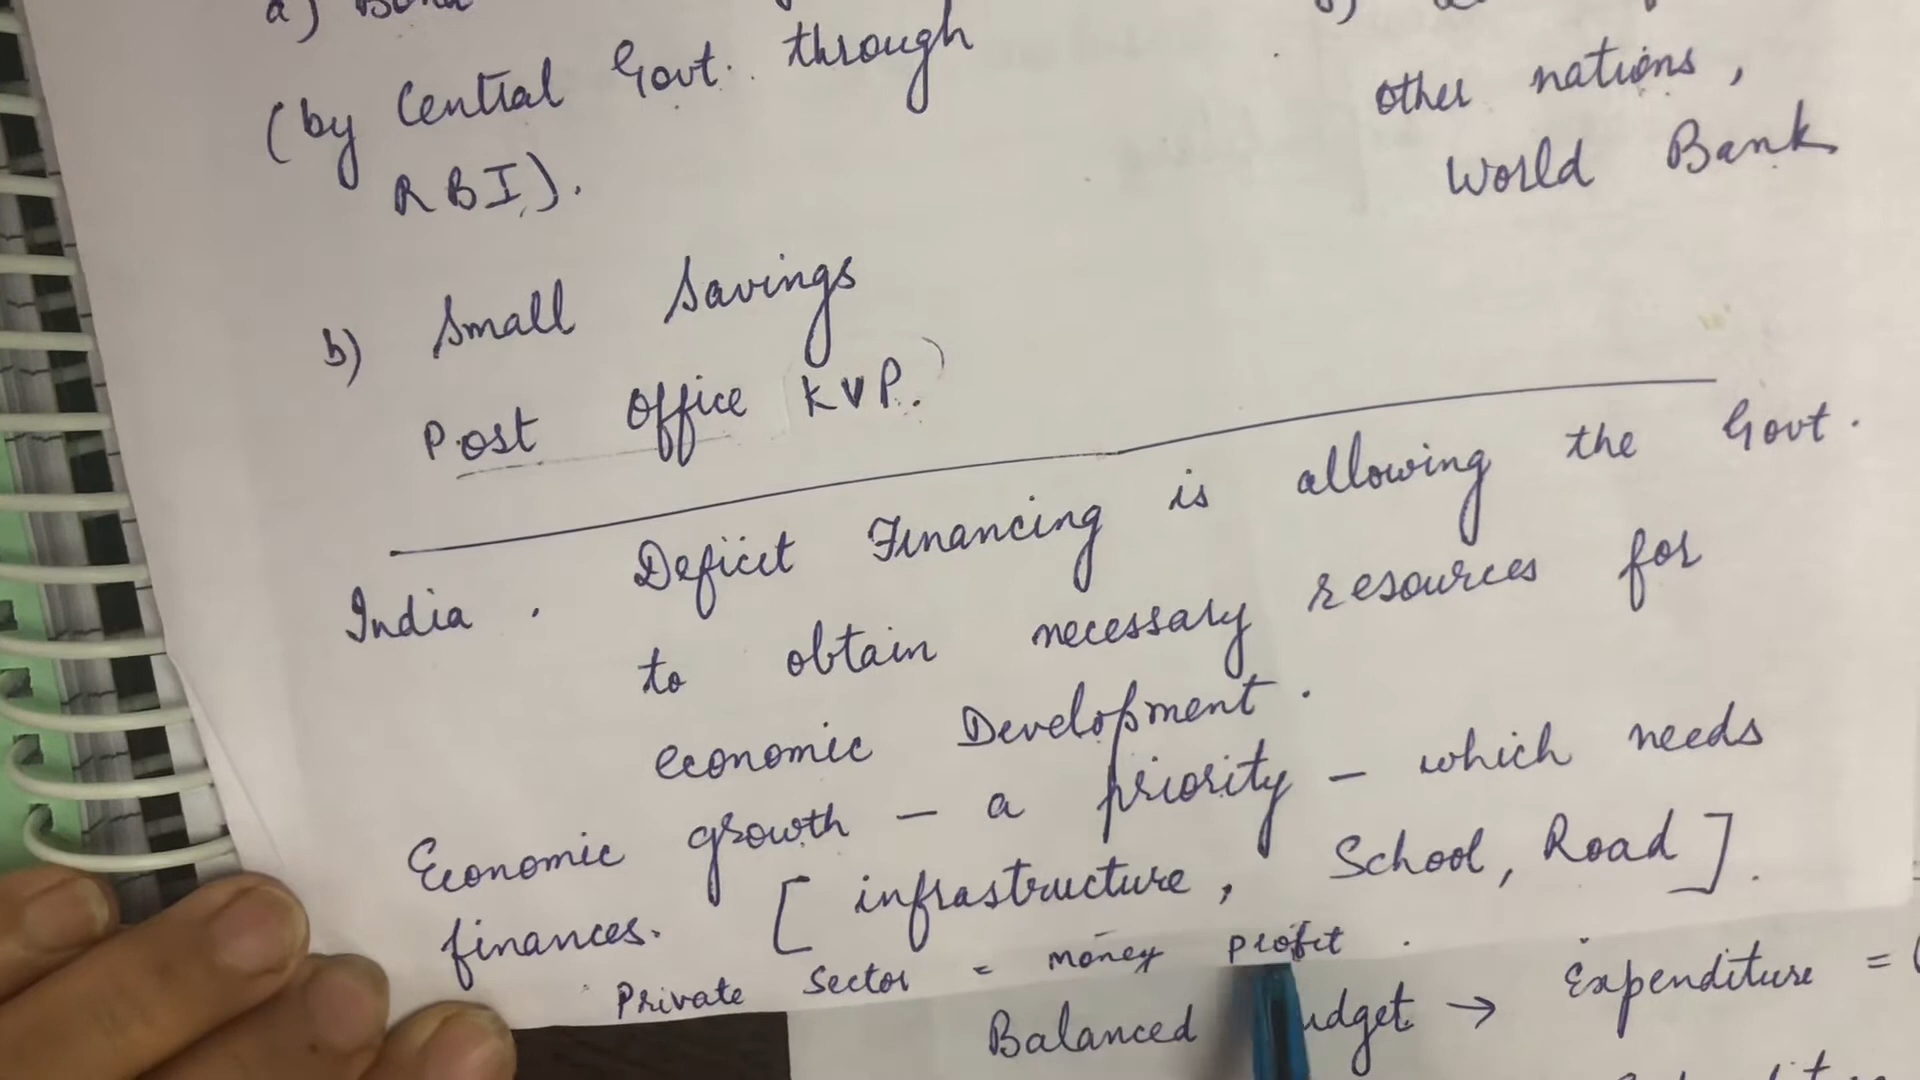 a) Bond
(by Central Govt. through
RBI).
other nations,
World Bank
b) Small Savings
Post Office KVP.)
India. Deficit Financing is allowing the Govt.
to obtain necessary resources for
economic Development.
Economic growth — a priority — which needs
finances. [infrastructure, School, Road].
Private Sector = money profit.
Balanced udget → Expenditure =